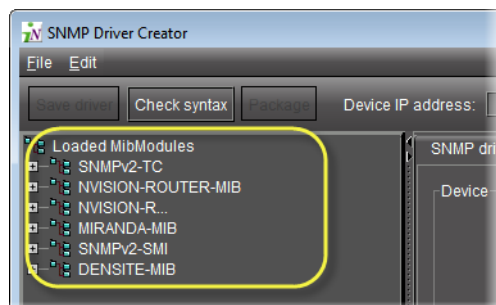 SNMP Driver Creator
File Edit
Save driver Check syntax Package Device IP address:
Loaded MibModules
SNMPv2-TC
NVISION-ROUTER-MIB
NVISION-R...
MIRANDA-MIB
SNMPv2-SMI
DENSITE-MIB
SNMP dri
Device